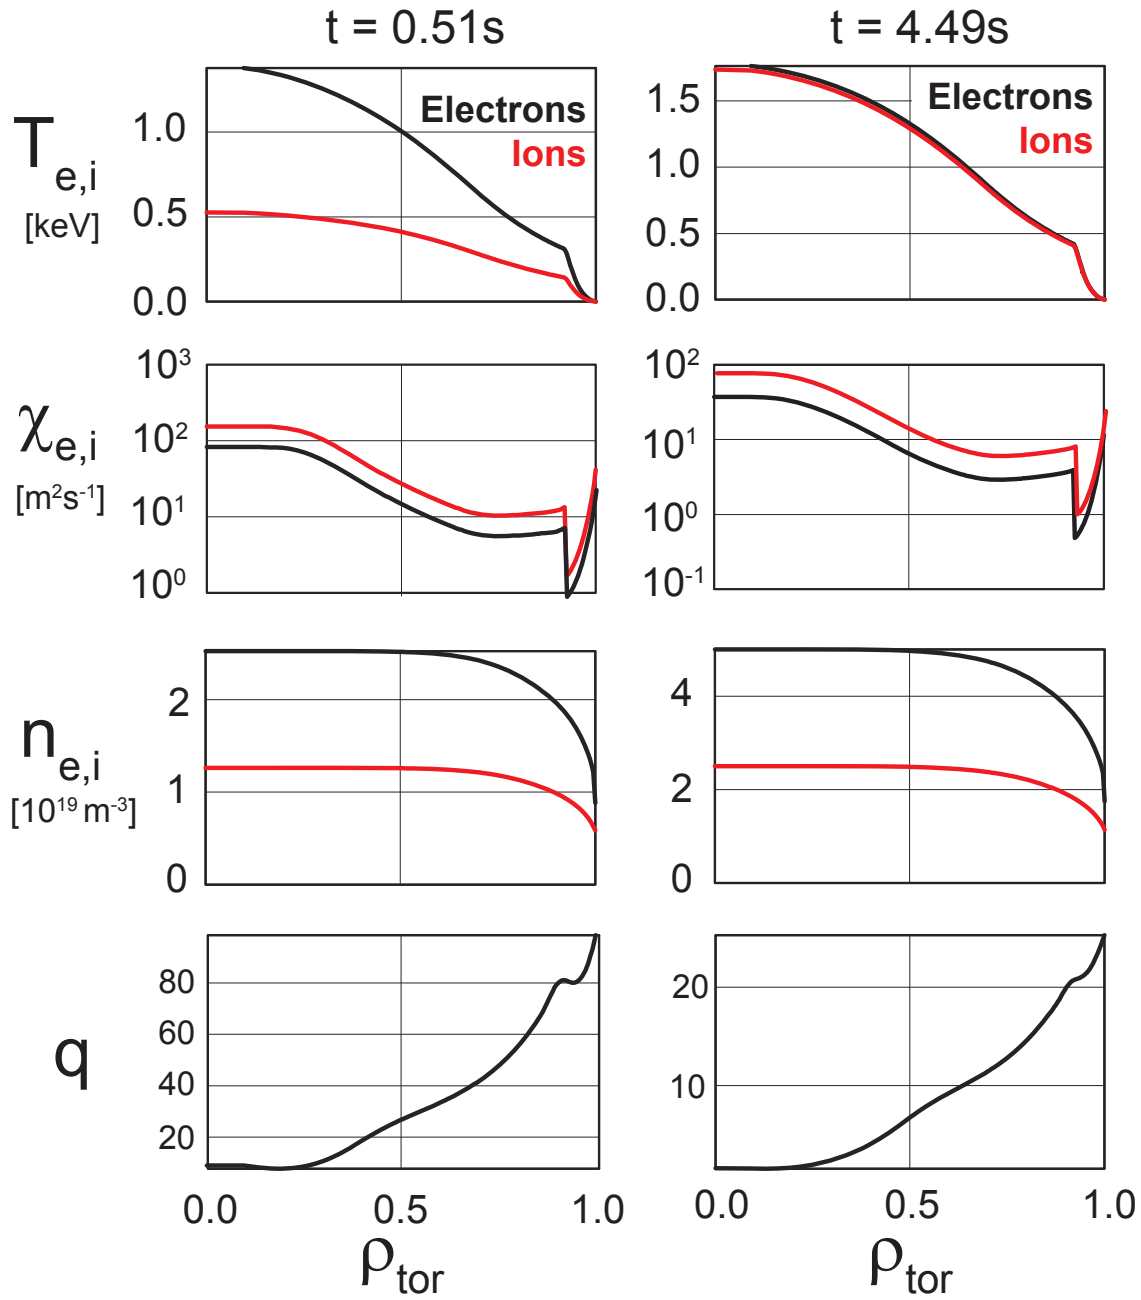 t = 0.51s
t = 4.49s
T e,i
[keV]
1.0
0.5
0.0
Electrons
Ions
1.5
1.0
0.5
0.0
Electrons
Ions
χ e,i
[m²s⁻¹]
10³
10²
10¹
10⁰
10²
10¹
10⁰
10⁻¹
n e,i
[10¹⁹ m⁻³]
2
1
0
4
2
0
q
80
60
40
20
20
10
0.0 0.5 1.0
0.0 0.5 1.0
ρ tor
ρ tor